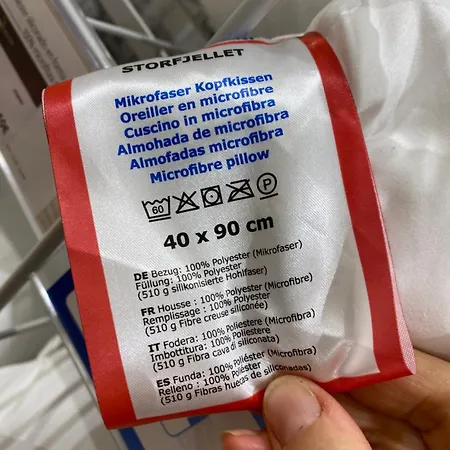 STORFJELLET
Mikrofaser Kopfkissen
Oreiller en microfibre
Cuscino in microfibra
Almohada de microfibra
Almofadas microfibra
Microfibre pillow
60 P
40 x 90 cm
DE Bezug: 100% Polyester (Mikrofaser)
Füllung: 100% Polyester
(510 g silikonisierte Hohlfaser)
FR Housse : 100% Polyester (Microfibre)
Remplissage : 100% Polyester
(510 g Fibre creuse siliconée)
IT Fodera: 100% Poliestere (Microfibra)
Imbottitura: 100% Poliestere
(510 g Fibra cava di siliconata)
ES Funda: 100% Poliéster (Microfibra)
Relleno : 100% Poliéster
(510 g Fibras huecas de siliconadas)